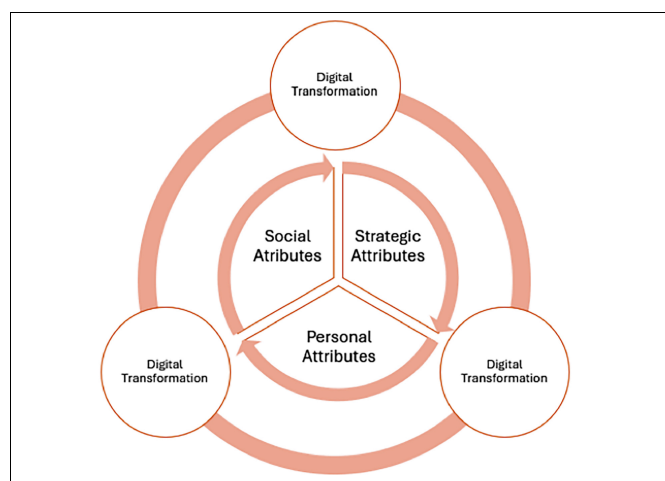 Digital
Transformation
Social
Atributes
Strategic
Attributes
Personal
Attributes
Digital
Transformation
Digital
Transformation